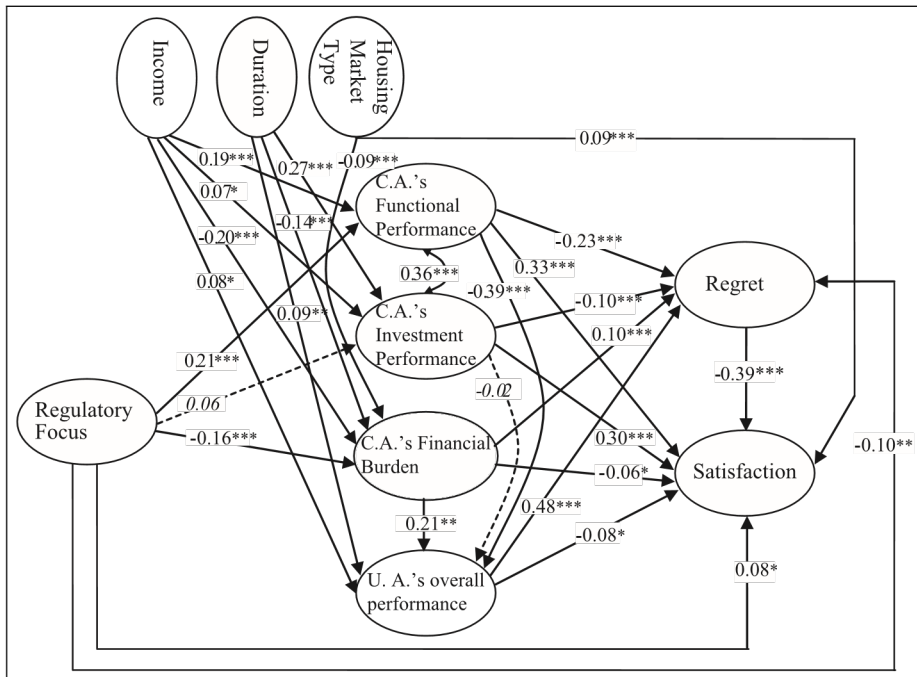 Income
Duration
Housing
Market
Type
0.09***
0.19***
0.27***
-0.09***
0.07*
-0.14***
-0.20***
0.08*
0.09**
C.A.'s
Functional
Performance
-0.23***
0.33***
0.36***
-0.39***
Regret
C.A.'s
Investment
Performance
-0.10***
0.10***
0.21***
0.06
-0.02
-0.39***
Regulatory
Focus
-0.16***
C.A.'s Financial
Burden
0.30***
-0.06*
Satisfaction
-0.10**
0.21**
0.48***
-0.08*
U. A.'s overall
performance
0.08*